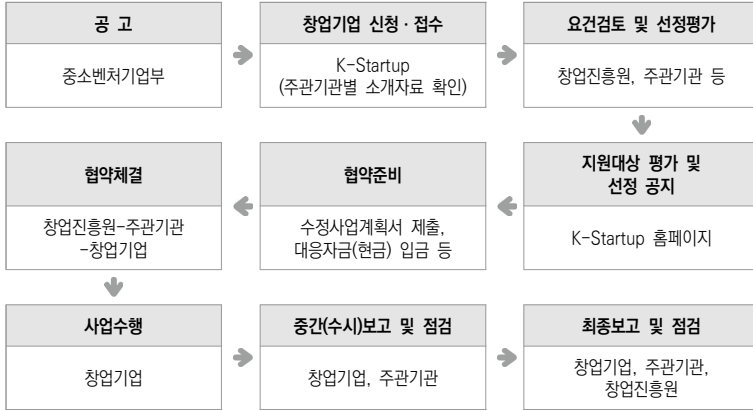 공 고
중소벤처기업부
창업기업 신청·접수
K-Startup
(주관기관별 소개자료 확인)
요건검토 및 선정평가
창업진흥원, 주관기관 등
지원대상 평가 및
선정 공지
K-Startup 홈페이지
협약준비
수정사업계획서 제출,
대응자금(현금) 입금 등
협약체결
창업진흥원-주관기관
-창업기업
사업수행
창업기업
중간(수시)보고 및 점검
창업기업, 주관기관
최종보고 및 점검
창업기업, 주관기관,
창업진흥원